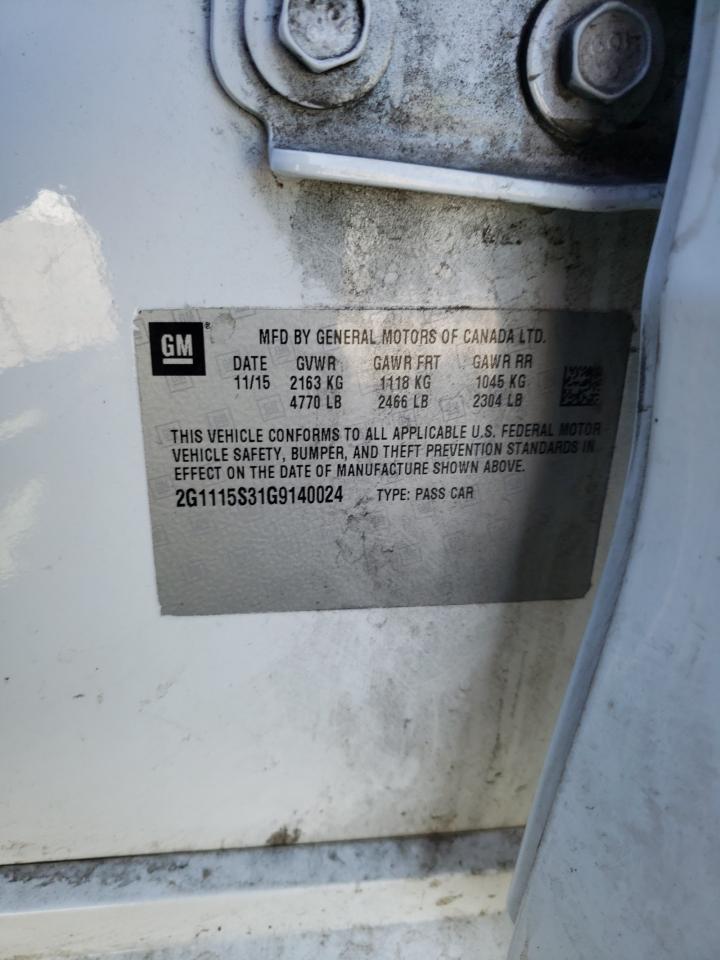 GM ®
MFD BY GENERAL MOTORS OF CANADA LTD.
DATE GVWR GAWR FRT GAWR RR
11/15 2163 KG 1118 KG 1045 KG
4770 LB 2466 LB 2304 LB
THIS VEHICLE CONFORMS TO ALL APPLICABLE U.S. FEDERAL MOTOR
VEHICLE SAFETY, BUMPER, AND THEFT PREVENTION STANDARDS IN
EFFECT ON THE DATE OF MANUFACTURE SHOWN ABOVE.
2G1115S31G9140024 TYPE: PASS CAR